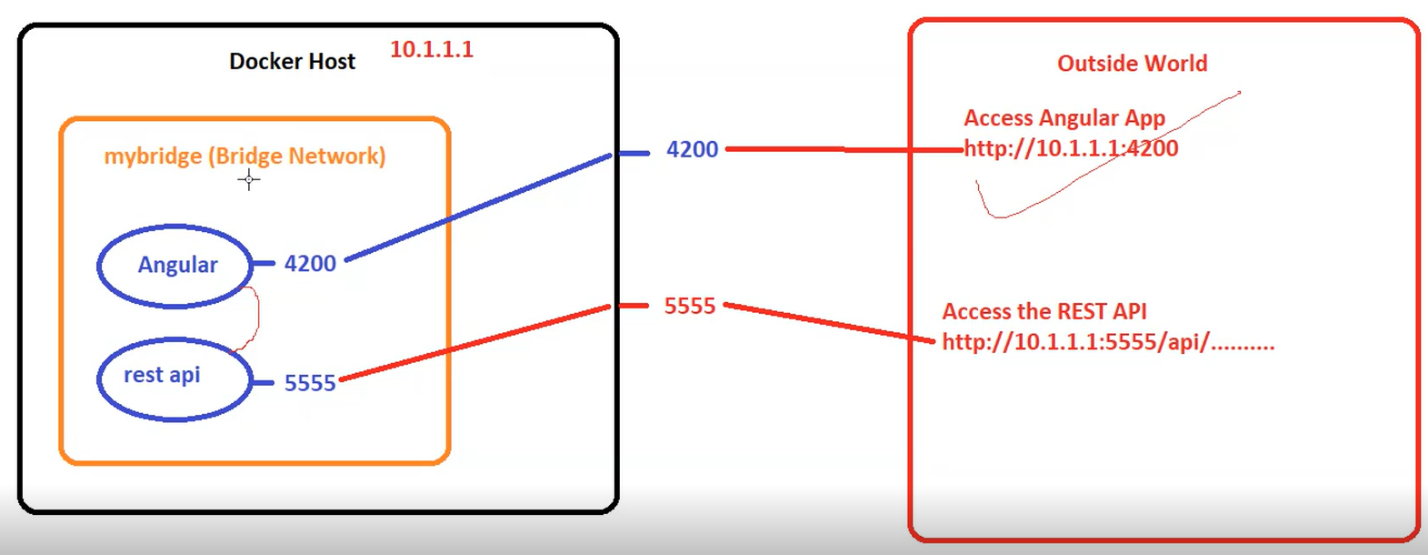 Docker Host 10.1.1.1
mybridge (Bridge Network)
Angular 4200
rest api 5555
4200
5555
Outside World
Access Angular App
http://10.1.1.1:4200
Access the REST API
http://10.1.1.1:5555/api/..........